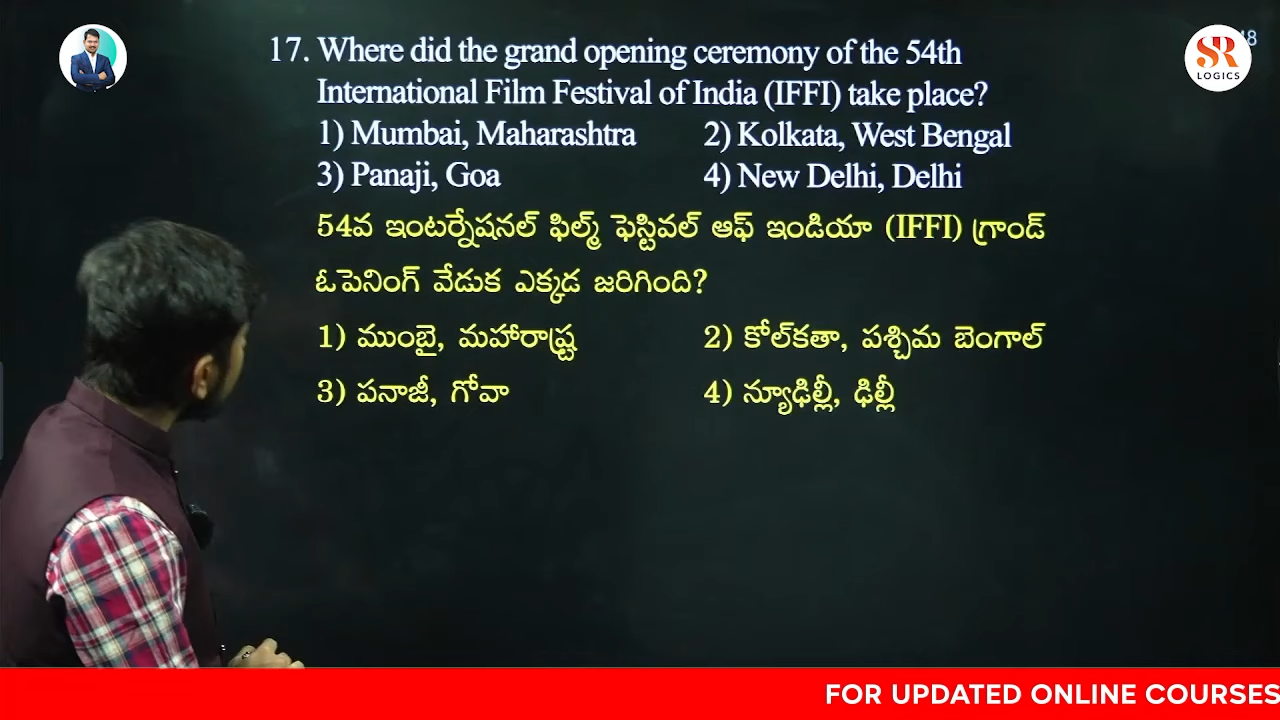 17. Where did the grand opening ceremony of the 54th
International Film Festival of India (IFFI) take place?
1) Mumbai, Maharashtra 2) Kolkata, West Bengal
3) Panaji, Goa 4) New Delhi, Delhi
54వ ఇంటర్నేషనల్ ఫిల్మ్ ఫెస్టివల్ ఆఫ్ ఇండియా (IFFI) గ్రాండ్
ఓపెనింగ్ వేడుక ఎక్కడ జరిగింది?
1) ముంబై, మహారాష్ట్ర 2) కోల్‌కతా, పశ్చిమ బెంగాల్
3) పనాజీ, గోవా 4) న్యూఢిల్లీ, ఢిల్లీ
SR
LOGICS
FOR UPDATED ONLINE COURSES